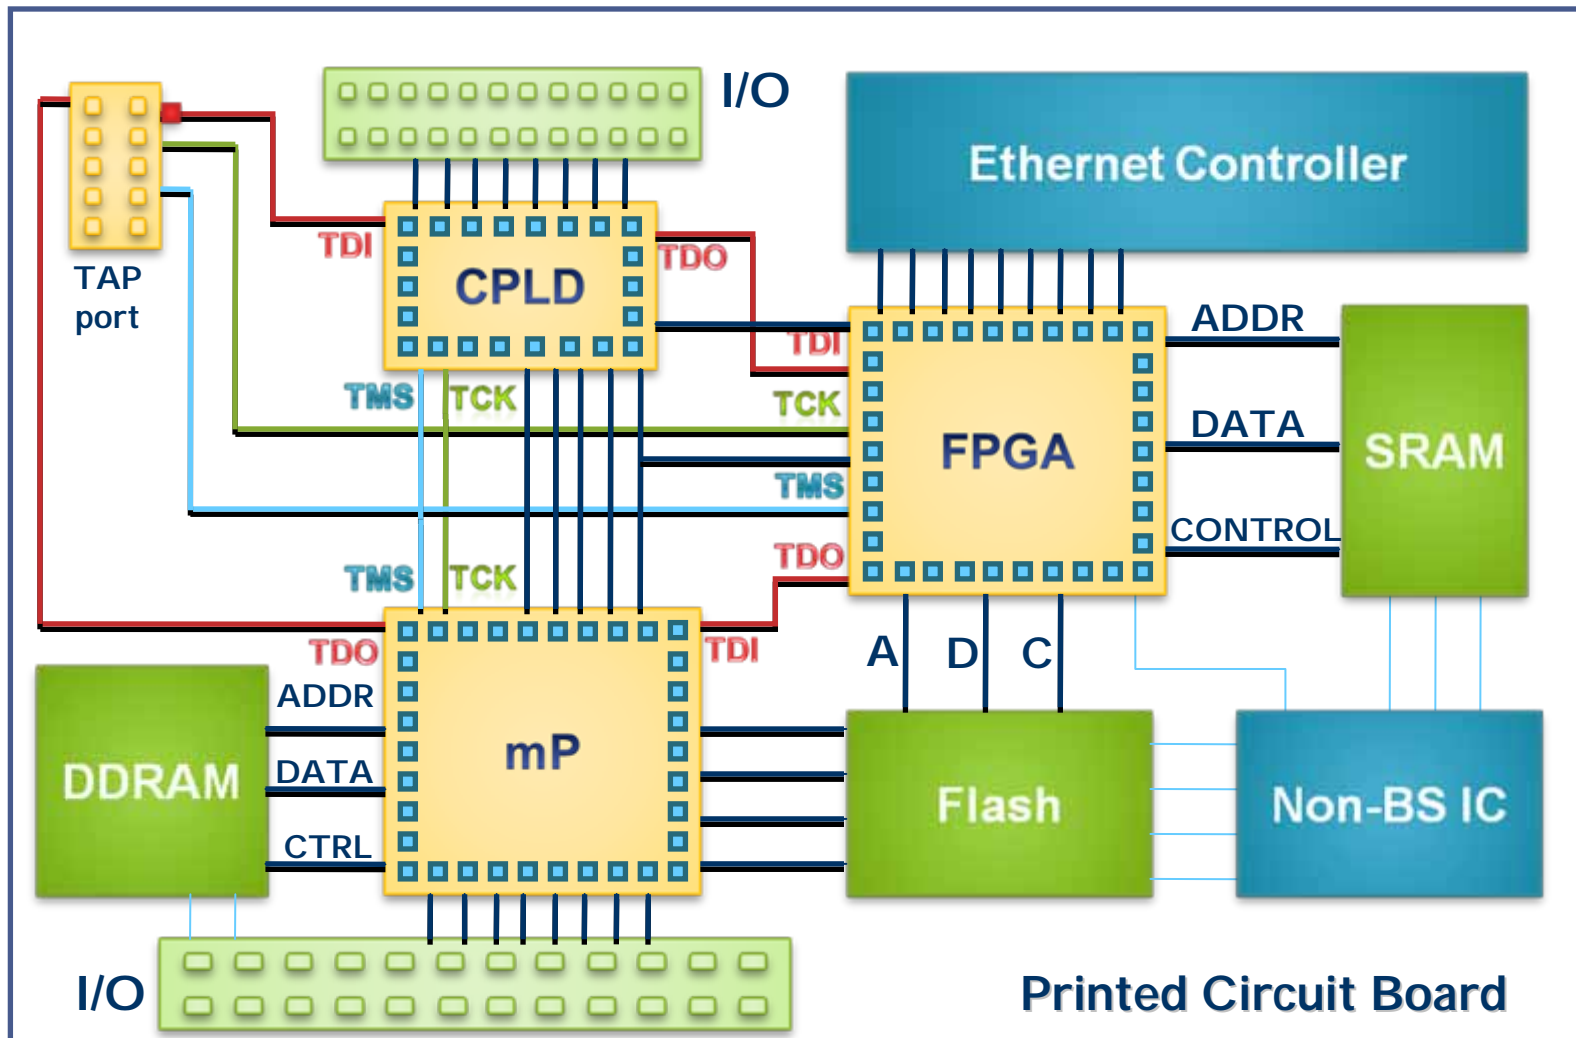 I/O
Ethernet Controller
TAP
port
TDI
TDO
CPLD
TDI
ADDR
TMS
TCK
TCK
DATA
FPGA
SRAM
TMS
CONTROL
TDO
TMS
TCK
TDO
TDI
A
D
C
ADDR
mP
DDRAM
DATA
Flash
Non-BS IC
CTRL
I/O
Printed Circuit Board